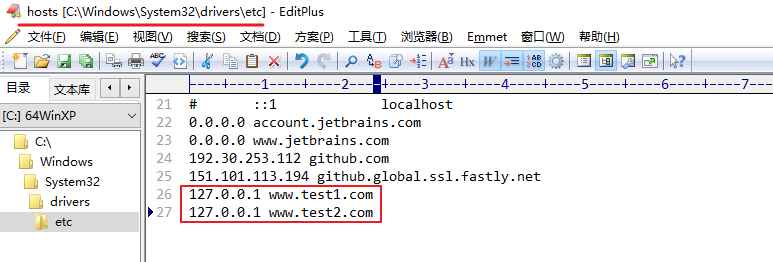 hosts [C:\Windows\System32\drivers\etc] - EditPlus
文件(F) 编辑(E) 视图(V) 搜索(S) 文档(D) 方案(P) 工具(T) 浏览器(B) Emmet 窗口(W) 帮助(H)
目录 文本库
[C:] 64WinXP
C:\
Windows
System32
drivers
etc
----+----1----+----2----+----3----+----4----+----5----+----6----+----7--
21 # ::1 localhost
22 0.0.0.0 account.jetbrains.com
23 0.0.0.0 www.jetbrains.com
24 192.30.253.112 github.com
25 151.101.113.194 github.global.ssl.fastly.net
26 127.0.0.1 www.test1.com
27 127.0.0.1 www.test2.com